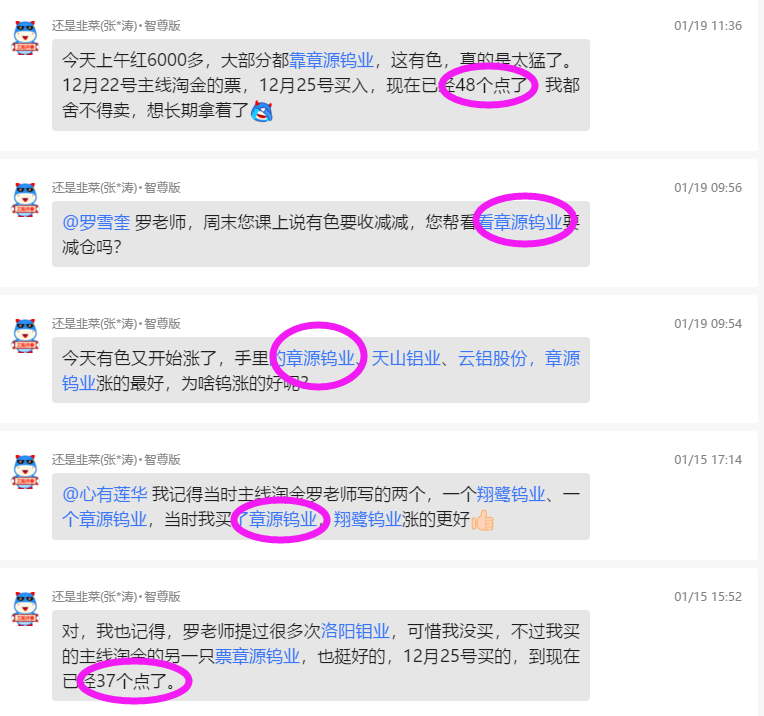 还是韭菜(张*涛)·智尊版
01/19 11:36
今天上午红6000多，大部分都靠章源钨业，这有色，真的是太猛了。
12月22号主线淘金的票，12月25号买入，现在已经48个点了，我都
舍不得卖，想长期拿着了
还是韭菜(张*涛)·智尊版
01/19 09:56
@罗雪奎 罗老师，周末您课上说有色要收减减，您帮看看章源钨业要
减仓吗?
还是韭菜(张*涛)·智尊版
01/19 09:54
今天有色又开始涨了，手里的章源钨业、天山铝业、云铝股份，章源
钨业涨的最好，为啥钨涨的好呢?
还是韭菜(张*涛)·智尊版
01/15 17:14
@心有莲华 我记得当时主线淘金罗老师写的两个，一个翔鹭钨业、一
个章源钨业，当时我买了章源钨业，翔鹭钨业涨的更好
还是韭菜(张*涛)·智尊版
01/15 15:52
对，我也记得，罗老师提过很多次洛阳钼业，可惜我没买，不过我买
的主线淘金的另一只票章源钨业，也挺好的，12月25号买的，到现在
已经37个点了。